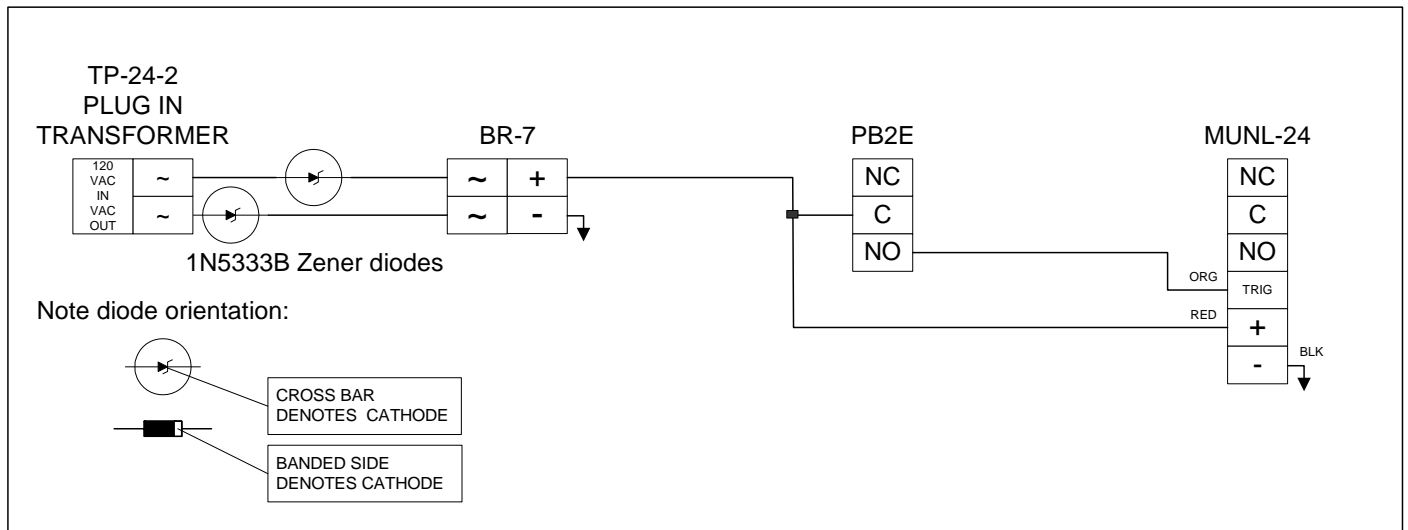 TP-24-2
PLUG IN
TRANSFORMER
120
VAC
IN
VAC
OUT
~
~
BR-7
~ +
~ -
PB2E
NC
C
NO
MUNL-24
NC
C
NO
TRIG
+
-
ORG
RED
BLK
1N5333B Zener diodes
Note diode orientation:
CROSS BAR
DENOTES CATHODE
BANDED SIDE
DENOTES CATHODE